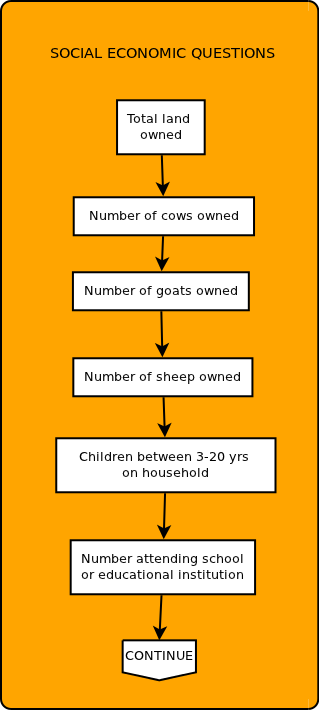 SOCIAL ECONOMIC QUESTIONS
Total land
owned
Number of cows owned
Number of goats owned
Number of sheep owned
Children between 3-20 yrs
on household
Number attending school
or educational institution
CONTINUE